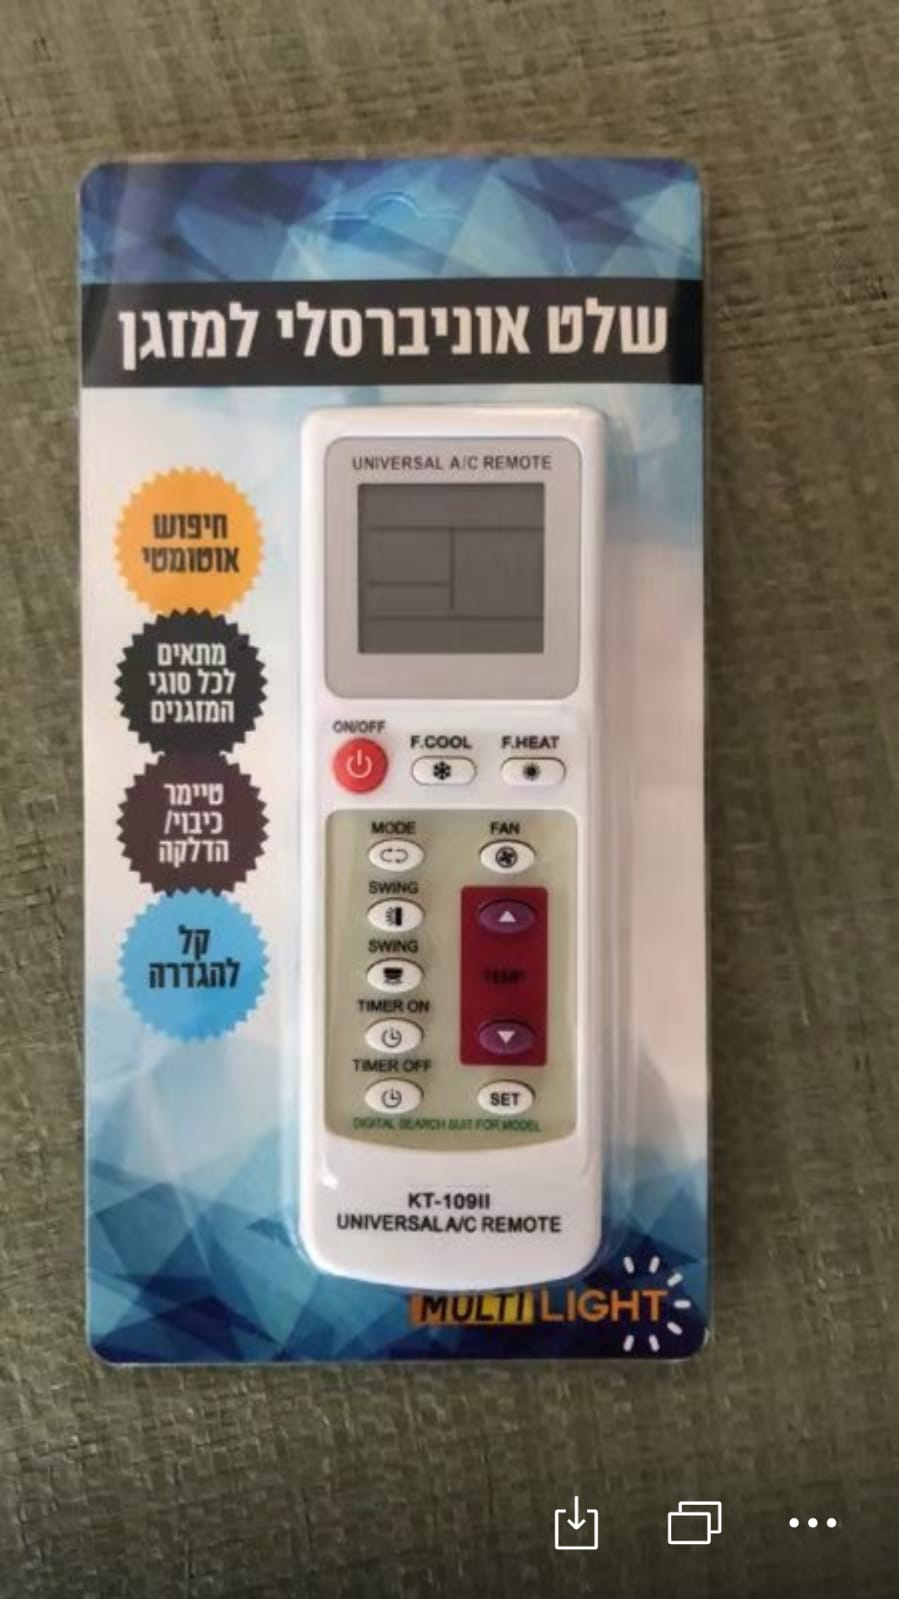 שלט אוניברסלי למזגן
חיפוש
אוטומטי
מתאים
לכל סוגי
המזגנים
טיימר
כיבוי/
הדלקה
קל
להגדרה
UNIVERSAL A/C REMOTE
ON/OFF
F.COOL F.HEAT
MODE FAN
SWING
SWING
TEMP
TIMER ON
TIMER OFF
SET
DIGITAL SEARCH SUIT FOR MODEL
KT-109II
UNIVERSAL A/C REMOTE
MULTI LIGHT